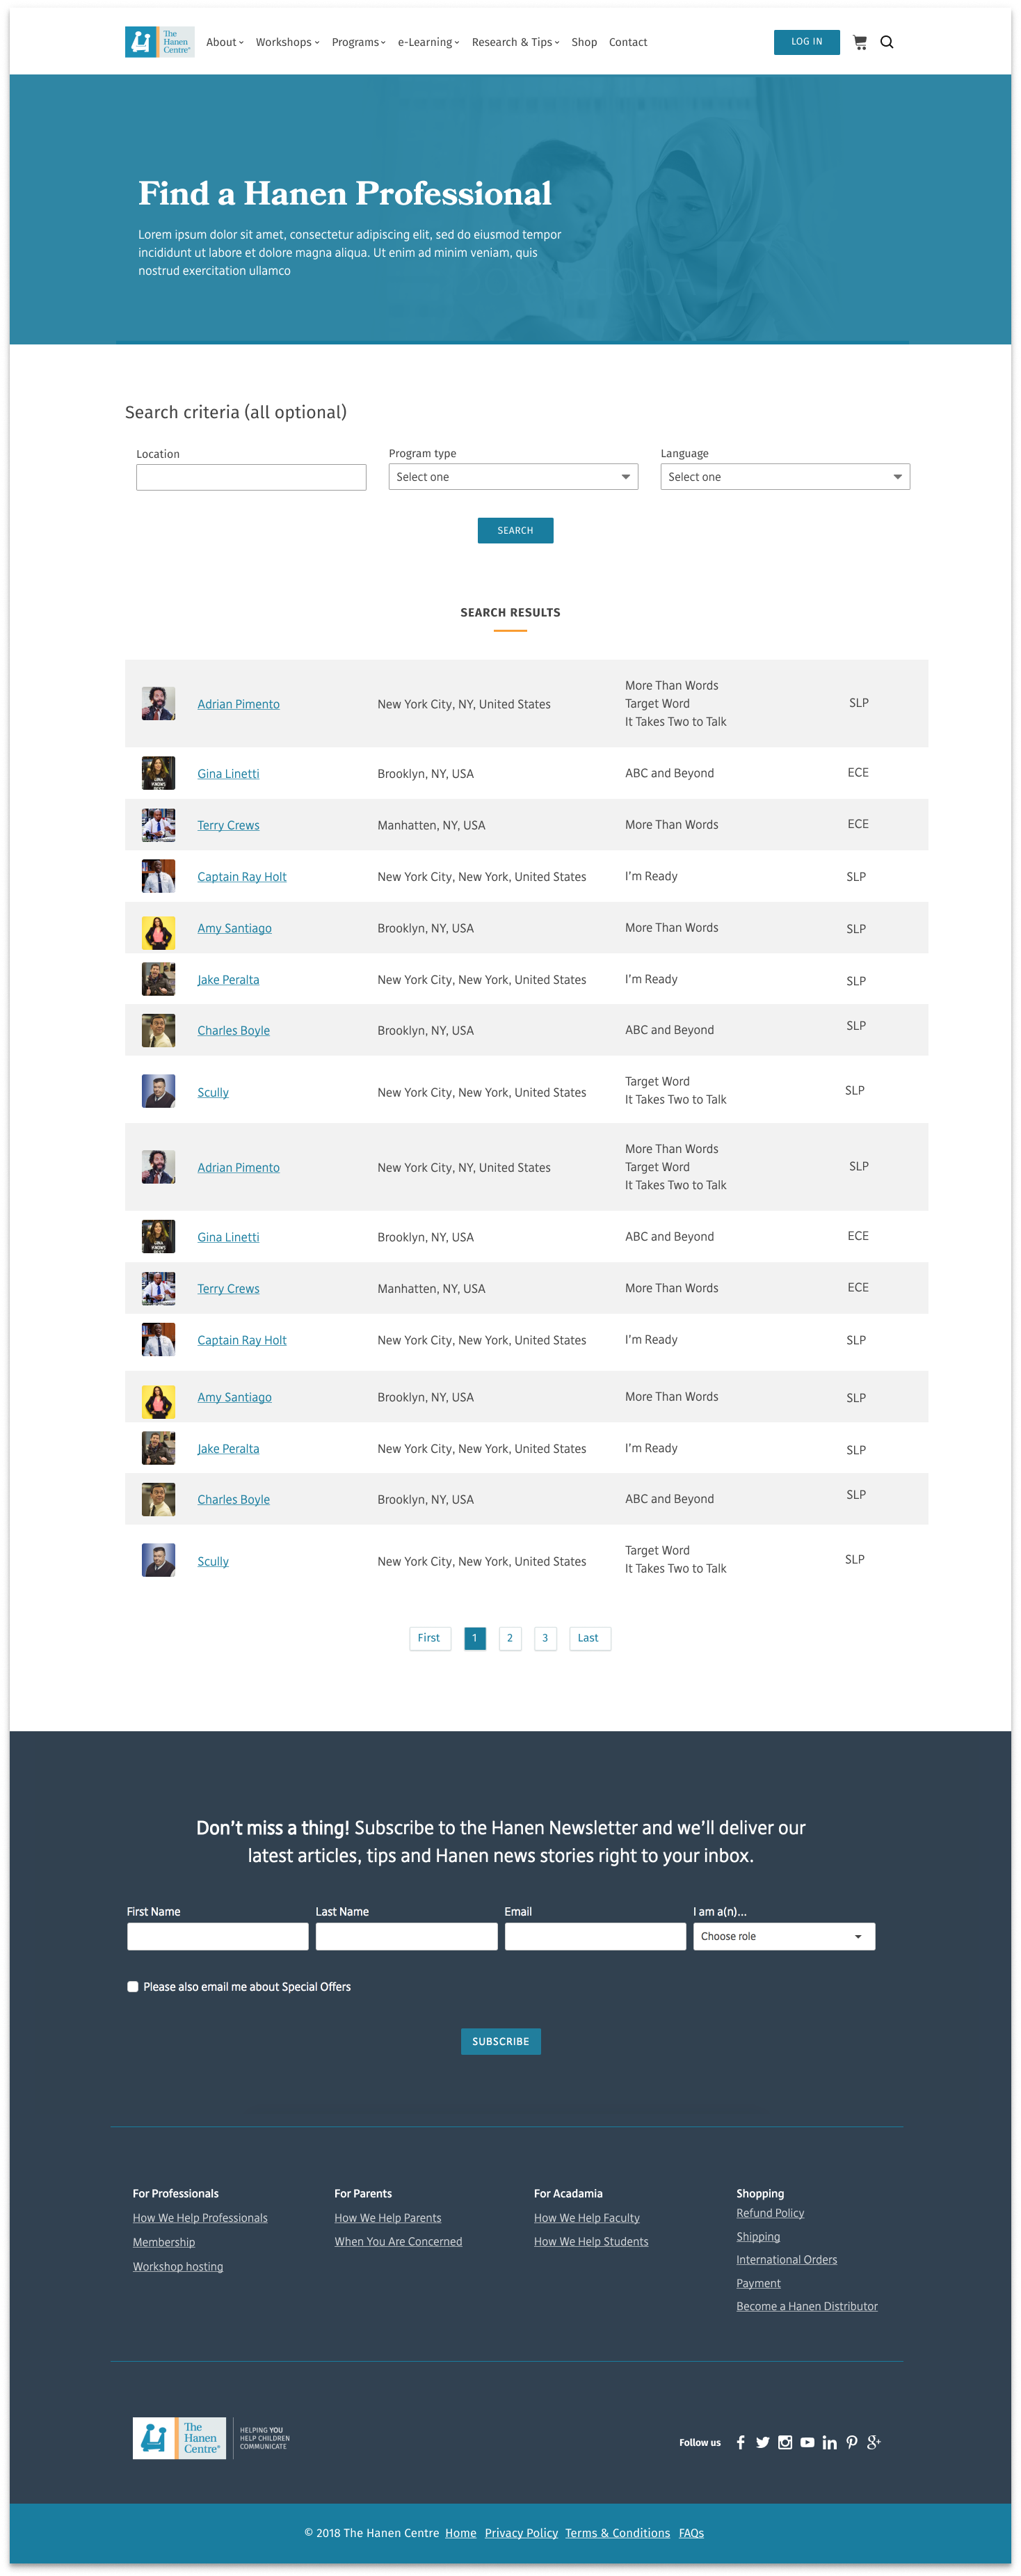 The
Hanen
Centre®
About
Workshops
Programs
e-Learning
Research & Tips
Shop
Contact
LOG IN
Find a Hanen Professional
Lorem ipsum dolor sit amet, consectetur adipiscing elit, sed do eiusmod tempor
incididunt ut labore et dolore magna aliqua. Ut enim ad minim veniam, quis
nostrud exercitation ullamco
Search criteria (all optional)
Location
Program type
Language
Select one
Select one
SEARCH
SEARCH RESULTS
Adrian Pimento
New York City, NY, United States
More Than Words
Target Word
It Takes Two to Talk
SLP
Gina Linetti
Brooklyn, NY, USA
ABC and Beyond
ECE
Terry Crews
Manhatten, NY, USA
More Than Words
ECE
Captain Ray Holt
New York City, New York, United States
I'm Ready
SLP
Amy Santiago
Brooklyn, NY, USA
More Than Words
SLP
Jake Peralta
New York City, New York, United States
I'm Ready
SLP
Charles Boyle
Brooklyn, NY, USA
ABC and Beyond
SLP
Scully
New York City, New York, United States
Target Word
It Takes Two to Talk
SLP
Adrian Pimento
New York City, NY, United States
More Than Words
Target Word
It Takes Two to Talk
SLP
Gina Linetti
Brooklyn, NY, USA
ABC and Beyond
ECE
Terry Crews
Manhatten, NY, USA
More Than Words
ECE
Captain Ray Holt
New York City, New York, United States
I'm Ready
SLP
Amy Santiago
Brooklyn, NY, USA
More Than Words
SLP
Jake Peralta
New York City, New York, United States
I'm Ready
SLP
Charles Boyle
Brooklyn, NY, USA
ABC and Beyond
SLP
Scully
New York City, New York, United States
Target Word
It Takes Two to Talk
SLP
First
1
2
3
Last
Don't miss a thing! Subscribe to the Hanen Newsletter and we'll deliver our
latest articles, tips and Hanen news stories right to your inbox.
First Name
Last Name
Email
I am a(n)...
Choose role
Please also email me about Special Offers
SUBSCRIBE
For Professionals
How We Help Professionals
Membership
Workshop hosting
For Parents
How We Help Parents
When You Are Concerned
For Acadamia
How We Help Faculty
How We Help Students
Shopping
Refund Policy
Shipping
International Orders
Payment
Become a Hanen Distributor
The
Hanen
Centre®
HELPING YOU
HELP CHILDREN
COMMUNICATE
Follow us
© 2018 The Hanen Centre Home Privacy Policy Terms & Conditions FAQs